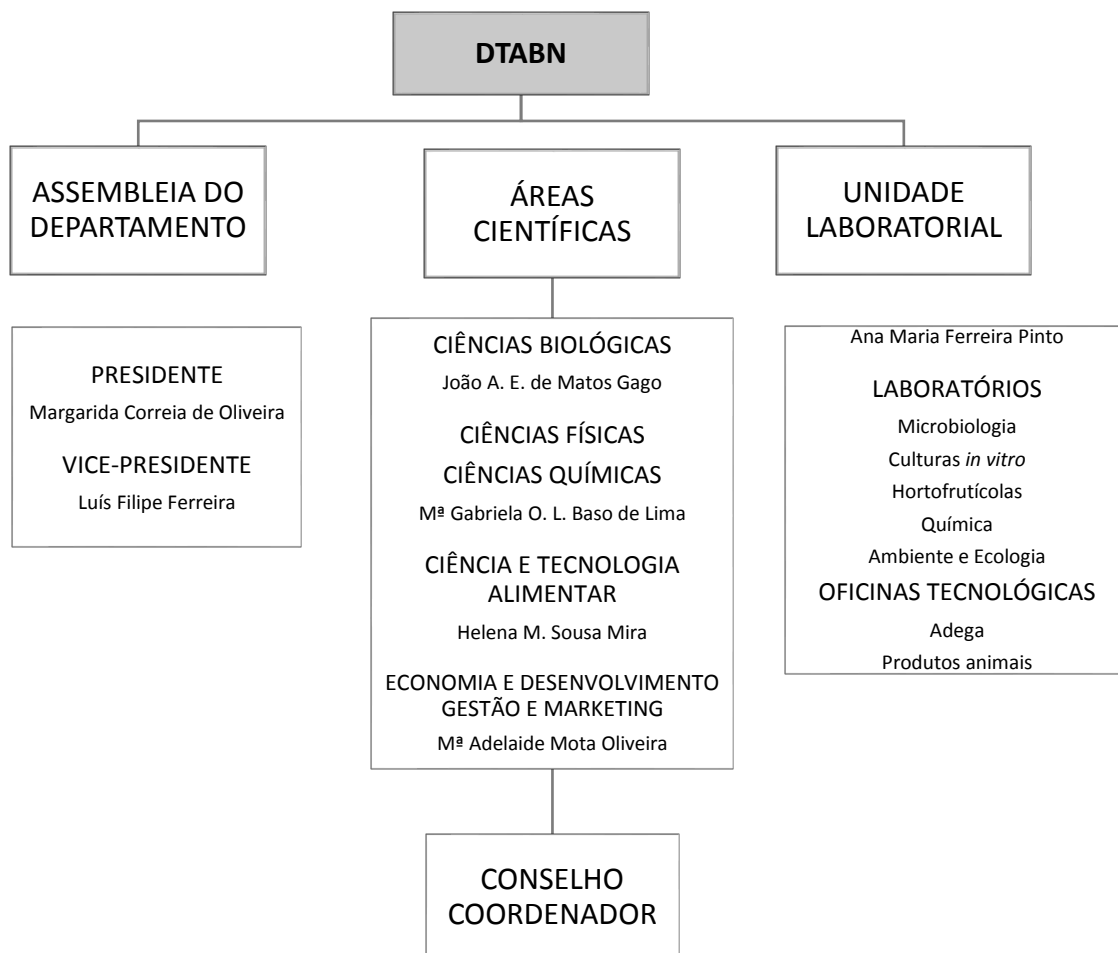 DTABN
ASSEMBLEIA DO
DEPARTAMENTO
PRESIDENTE
Margarida Correia de Oliveira
VICE-PRESIDENTE
Luís Filipe Ferreira
ÁREAS
CIENTÍFICAS
CIÊNCIAS BIOLÓGICAS
João A. E. de Matos Gago
CIÊNCIAS FÍSICAS
CIÊNCIAS QUÍMICAS
Mª Gabriela O. L. Baso de Lima
CIÊNCIA E TECNOLOGIA
ALIMENTAR
Helena M. Sousa Mira
ECONOMIA E DESENVOLVIMENTO
GESTÃO E MARKETING
Mª Adelaide Mota Oliveira
CONSELHO
COORDENADOR
UNIDADE
LABORATORIAL
Ana Maria Ferreira Pinto
LABORATÓRIOS
Microbiologia
Culturas in vitro
Hortofrutícolas
Química
Ambiente e Ecologia
OFICINAS TECNOLÓGICAS
Adega
Produtos animais